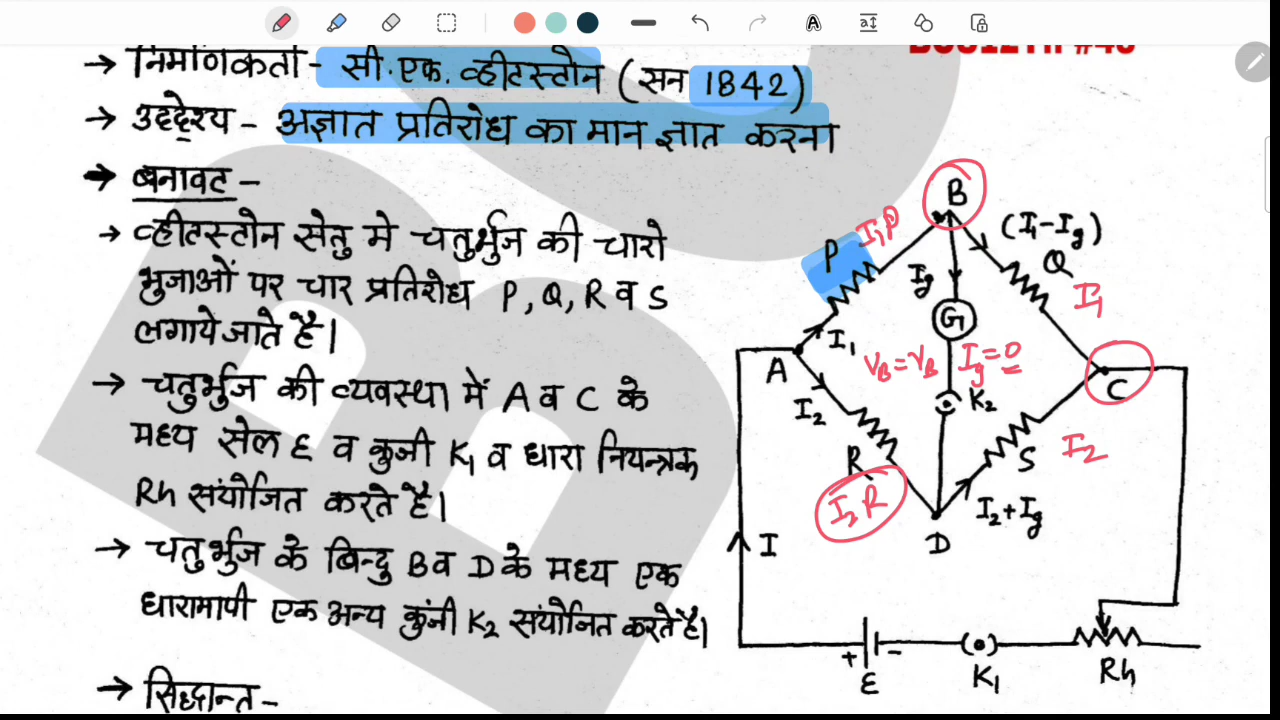 → निर्माणकर्ता - सी.एफ. व्हीटस्टोन (सन 1842)
→ उद्देश्य - अज्ञात प्रतिरोध का मान ज्ञात करना
→ बनावट -
→ व्हीटस्टोन सेतु मे चतुर्भुज की चारो
भुजाओं पर चार प्रतिरोध P, Q, R व S
लगाये जाते है।
→ चतुर्भुज की व्यवस्था में A व C के
मध्य सेल ε व कुंजी K₁ व धारा नियन्त्रक
Rh संयोजित करते है।
→ चतुर्भुज के बिन्दु B व D के मध्य एक
धारामापी एक अन्य कुंजी K₂ संयोजित करते है।
→ सिद्धान्त -
B
P
I₁P
(I₁-Ig)
Q
Ig
G
I₁
I₁
A
V_B = V_B
Ig = 0
C
K₂
I₂
R
S
I₂
I₂R
I₂+Ig
D
I
+
-
ε
K₁
Rh